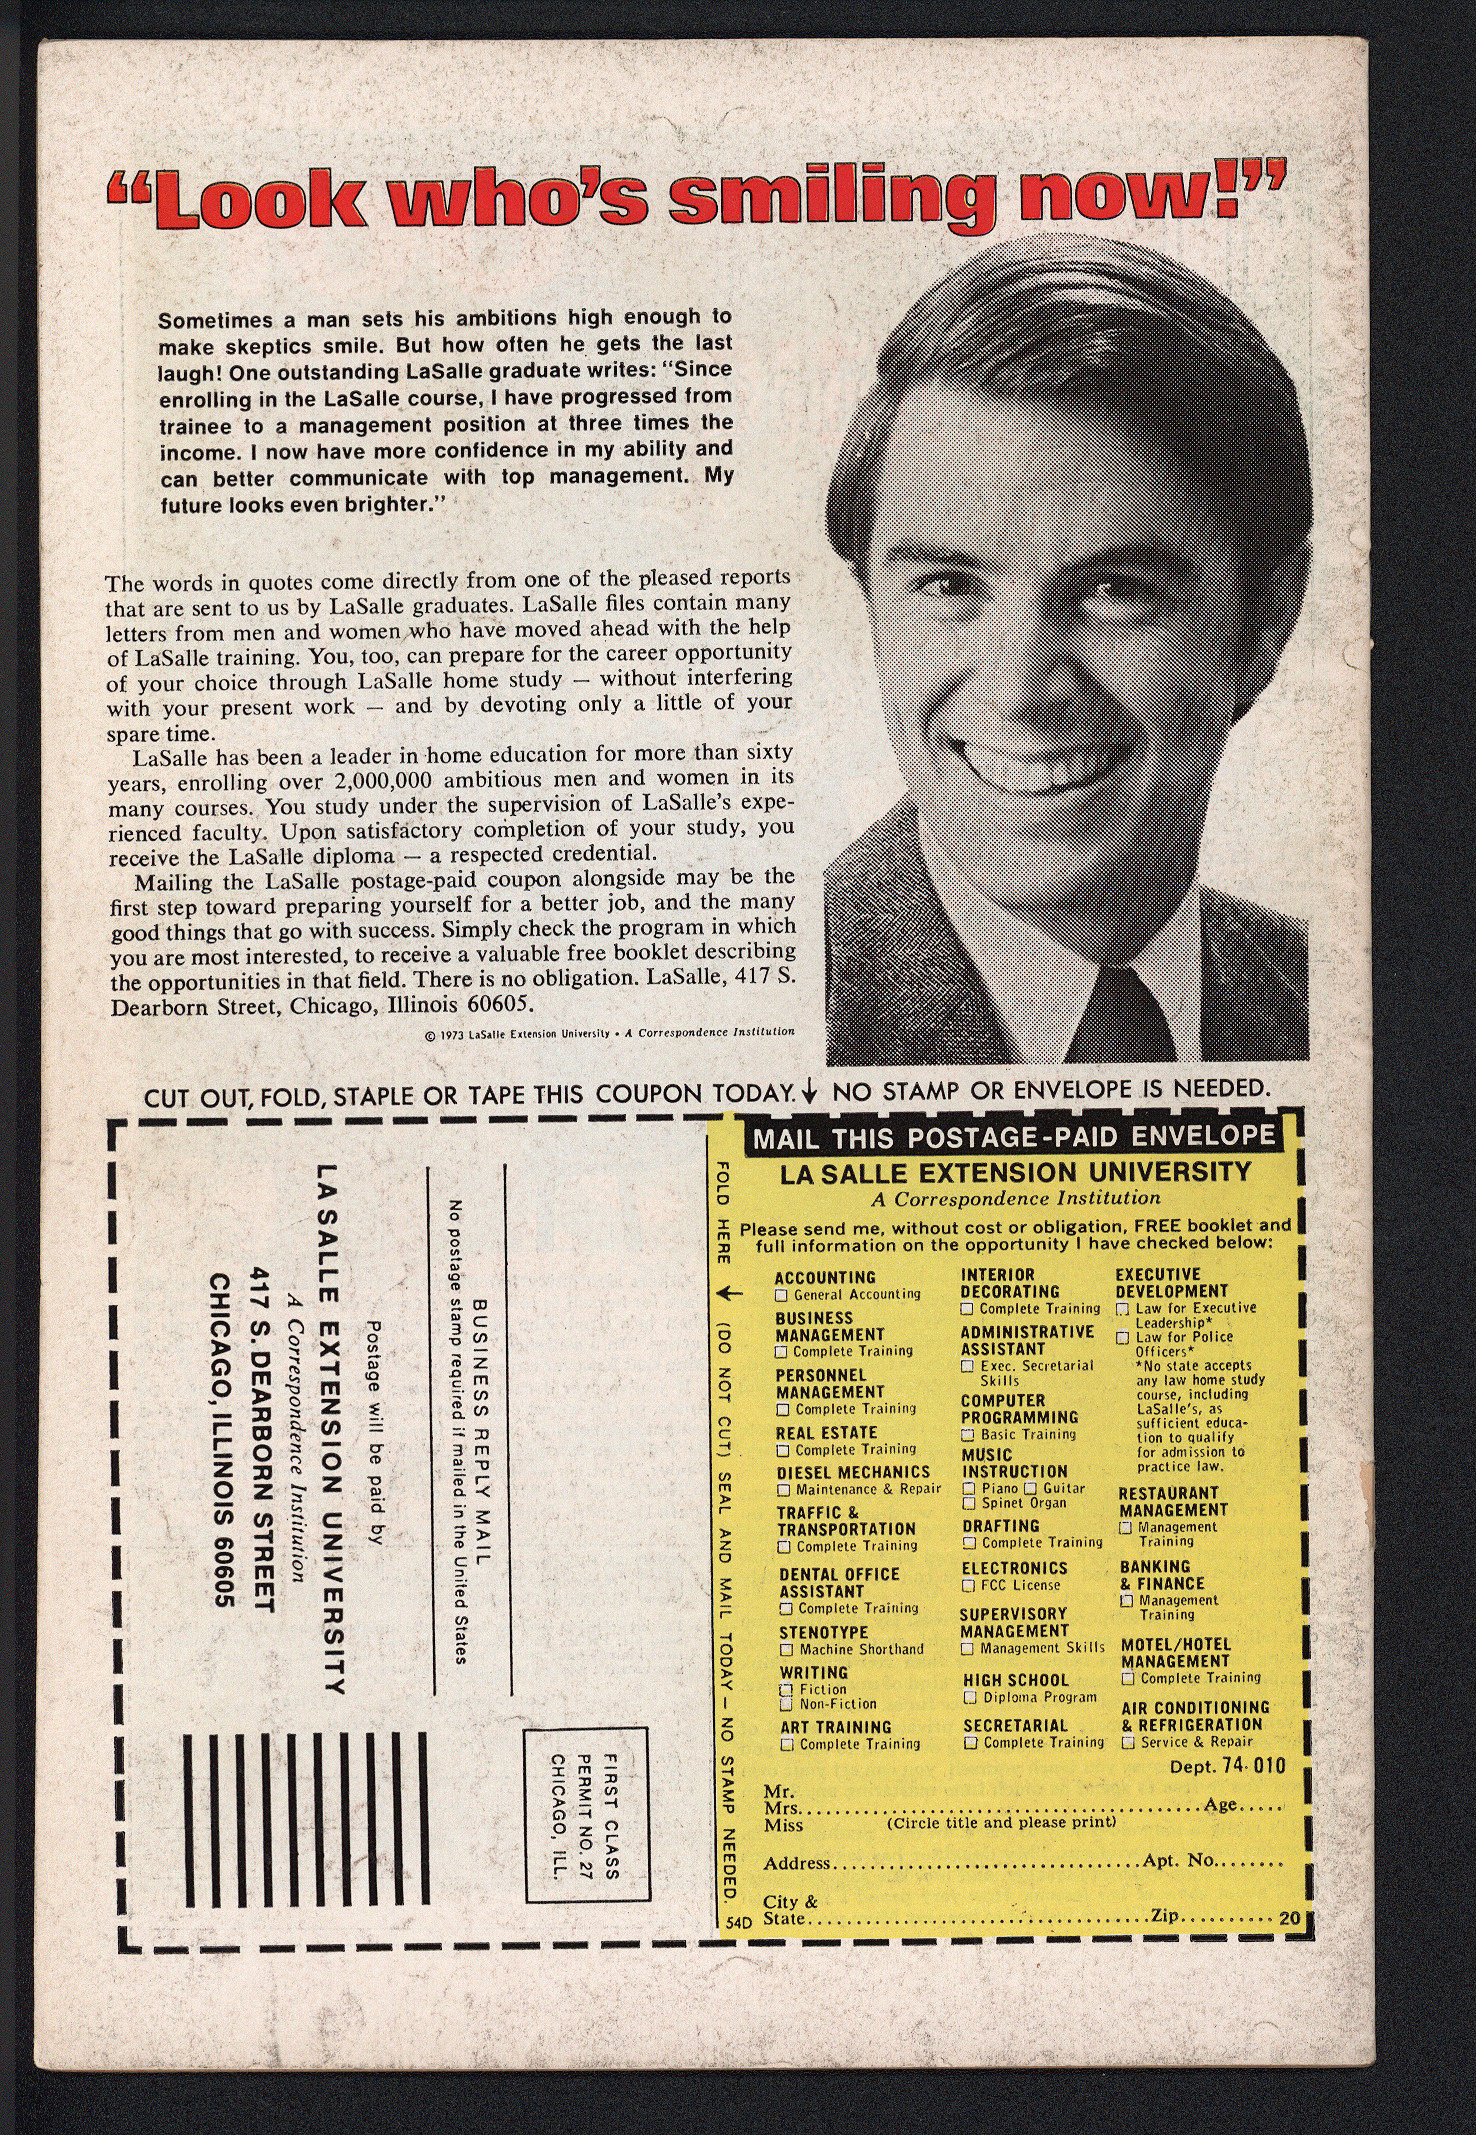 “Look who’s smiling now!”
Sometimes a man sets his ambitions high enough to
make skeptics smile. But how often he gets the last
laugh! One outstanding LaSalle graduate writes: “Since
enrolling in the LaSalle course, I have progressed from
trainee to a management position at three times the
income. I now have more confidence in my ability and
can better communicate with top management. My
future looks even brighter.”
The words in quotes come directly from one of the pleased reports
that are sent to us by LaSalle graduates. LaSalle files contain many
letters from men and women who have moved ahead with the help
of LaSalle training. You, too, can prepare for the career opportunity
of your choice through LaSalle home study — without interfering
with your present work — and by devoting only a little of your
spare time.
LaSalle has been a leader in home education for more than sixty
years, enrolling over 2,000,000 ambitious men and women in its
many courses. You study under the supervision of LaSalle’s expe-
rienced faculty. Upon satisfactory completion of your study, you
receive the LaSalle diploma — a respected credential.
Mailing the LaSalle postage-paid coupon alongside may be the
first step toward preparing yourself for a better job, and the many
good things that go with success. Simply check the program in which
you are most interested, to receive a valuable free booklet describing
the opportunities in that field. There is no obligation. LaSalle, 417 S.
Dearborn Street, Chicago, Illinois 60605.
© 1973 LaSalle Extension University • A Correspondence Institution
CUT OUT, FOLD, STAPLE OR TAPE THIS COUPON TODAY.↓ NO STAMP OR ENVELOPE IS NEEDED.
FIRST CLASS
PERMIT NO. 27
CHICAGO, ILL.
BUSINESS REPLY MAIL
No postage stamp required if mailed in the United States
Postage will be paid by
LA SALLE EXTENSION UNIVERSITY
A Correspondence Institution
417 S. DEARBORN STREET
CHICAGO, ILLINOIS 60605
FOLD HERE ↓ (DO NOT CUT) SEAL AND MAIL TODAY — NO STAMP NEEDED.
MAIL THIS POSTAGE-PAID ENVELOPE
LA SALLE EXTENSION UNIVERSITY
A Correspondence Institution
Please send me, without cost or obligation, FREE booklet and
full information on the opportunity I have checked below:
ACCOUNTING
☐ General Accounting
BUSINESS
MANAGEMENT
☐ Complete Training
PERSONNEL
MANAGEMENT
☐ Complete Training
REAL ESTATE
☐ Complete Training
DIESEL MECHANICS
☐ Maintenance & Repair
TRAFFIC &
TRANSPORTATION
☐ Complete Training
DENTAL OFFICE
ASSISTANT
☐ Complete Training
STENOTYPE
☐ Machine Shorthand
WRITING
☐ Fiction
☐ Non-Fiction
ART TRAINING
☐ Complete Training
INTERIOR
DECORATING
☐ Complete Training
ADMINISTRATIVE
ASSISTANT
☐ Exec. Secretarial
Skills
COMPUTER
PROGRAMMING
☐ Basic Training
MUSIC
INSTRUCTION
☐ Piano ☐ Guitar
☐ Spinet Organ
DRAFTING
☐ Complete Training
ELECTRONICS
☐ FCC License
SUPERVISORY
MANAGEMENT
☐ Management Skills
HIGH SCHOOL
☐ Diploma Program
SECRETARIAL
☐ Complete Training
EXECUTIVE
DEVELOPMENT
☐ Law for Executive
Leadership*
☐ Law for Police
Officers*
*No state accepts
any law home study
course, including
LaSalle's, as
sufficient educa-
tion to qualify
for admission to
practice law.
RESTAURANT
MANAGEMENT
☐ Management
Training
BANKING
& FINANCE
☐ Management
Training
MOTEL/HOTEL
MANAGEMENT
☐ Complete Training
AIR CONDITIONING
& REFRIGERATION
☐ Service & Repair
Dept. 74-010
Mr.
Mrs. Age
Miss (Circle title and please print)
Address Apt. No.
City &
State Zip 20
54D